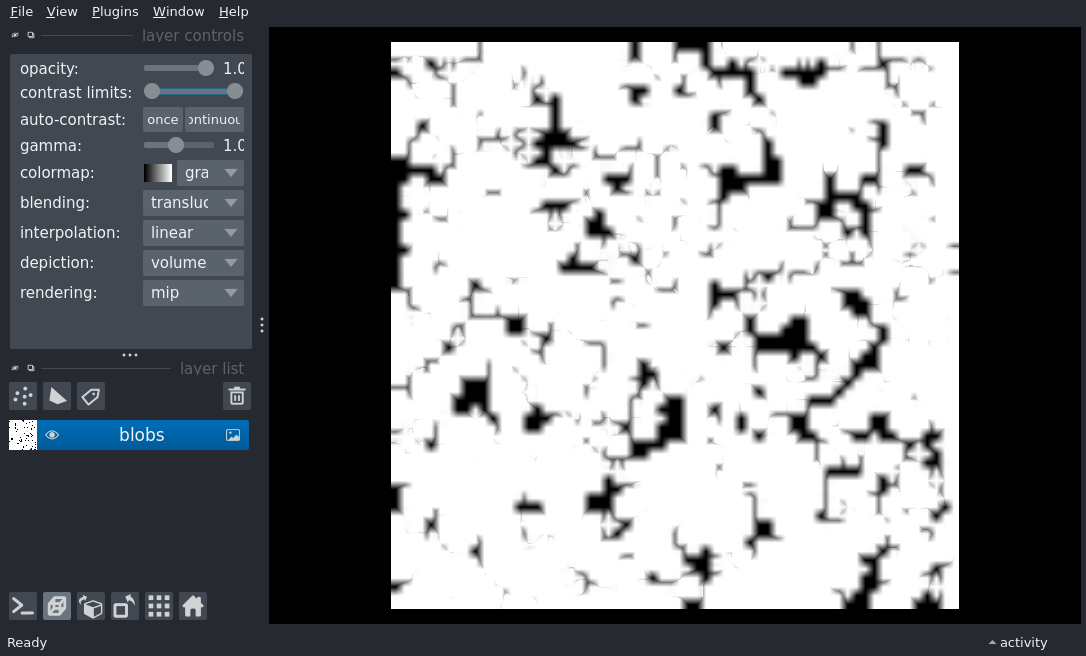 File View Plugins Window Help
layer controls
opacity: 1.0
contrast limits:
auto-contrast: once ontinuou
gamma: 1.0
colormap: gra
blending: transluc
interpolation: linear
depiction: volume
rendering: mip
layer list
blobs
Ready
activity